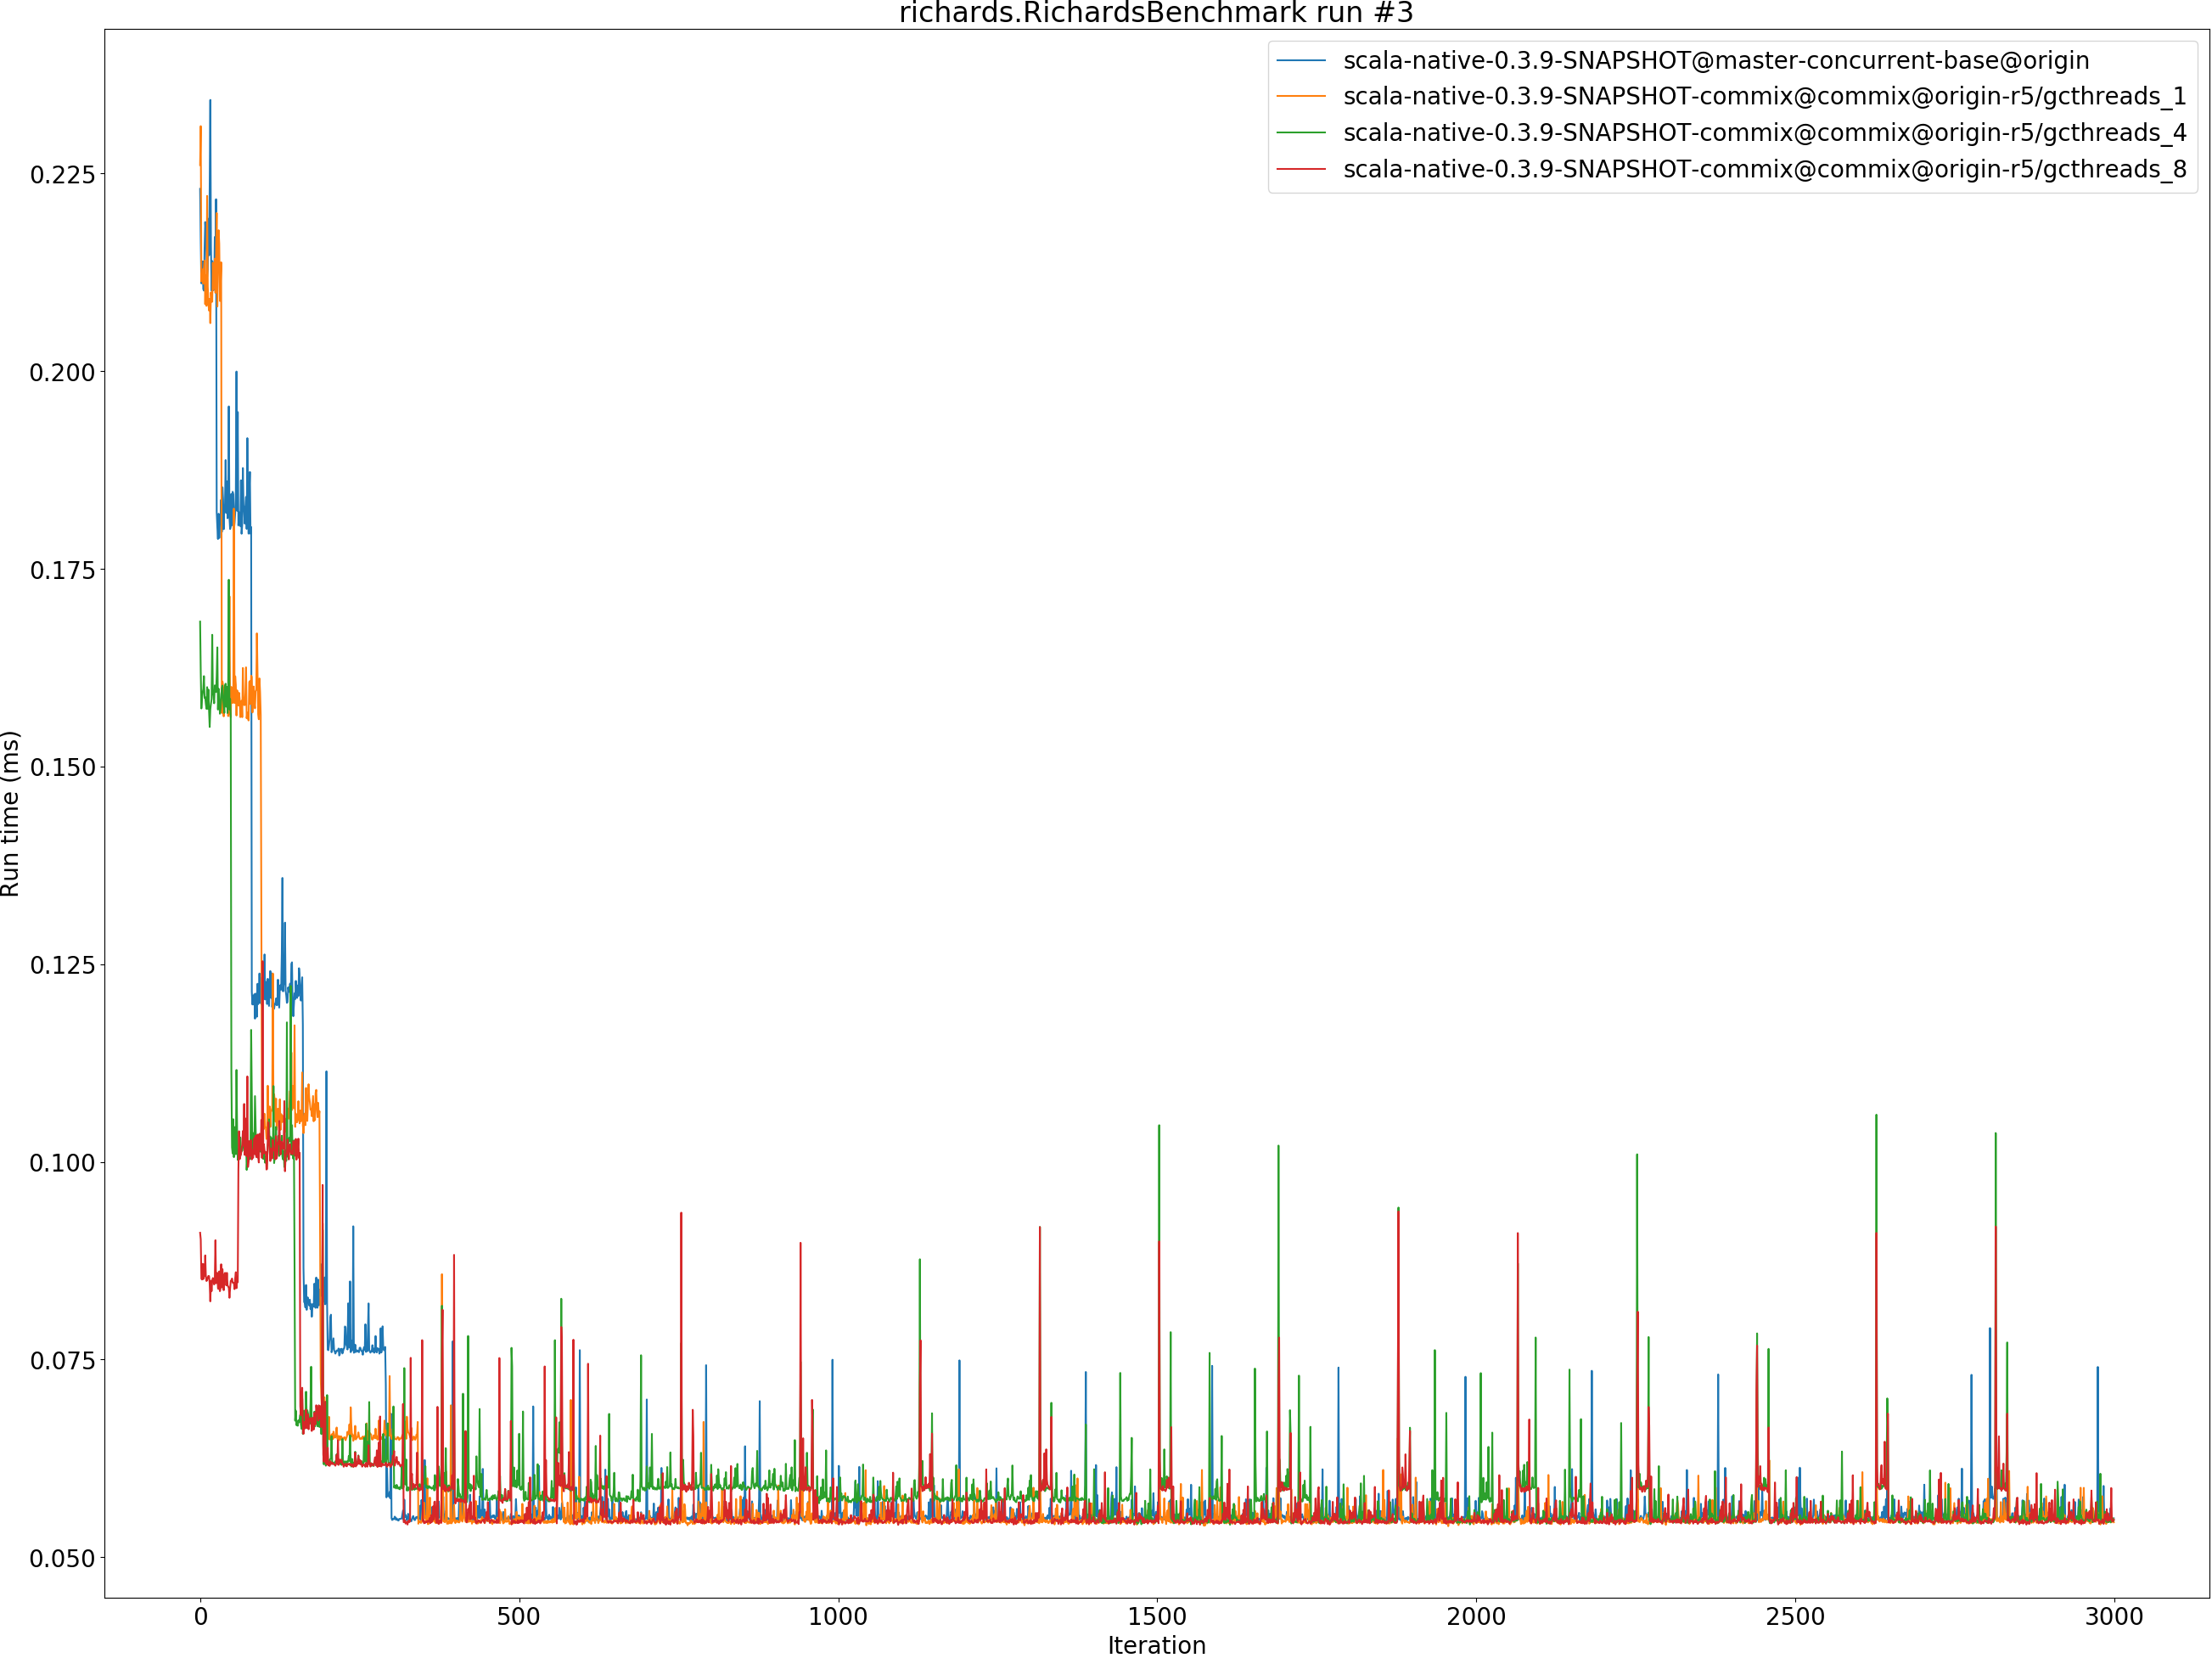 richards.RichardsBenchmark run #3
scala-native-0.3.9-SNAPSHOT@master-concurrent-base@origin
scala-native-0.3.9-SNAPSHOT-commix@commix@origin-r5/gcthreads_1
scala-native-0.3.9-SNAPSHOT-commix@commix@origin-r5/gcthreads_4
scala-native-0.3.9-SNAPSHOT-commix@commix@origin-r5/gcthreads_8
Run time (ms)
0.225
0.200
0.175
0.150
0.125
0.100
0.075
0.050
0 500 1000 1500 2000 2500 3000
Iteration